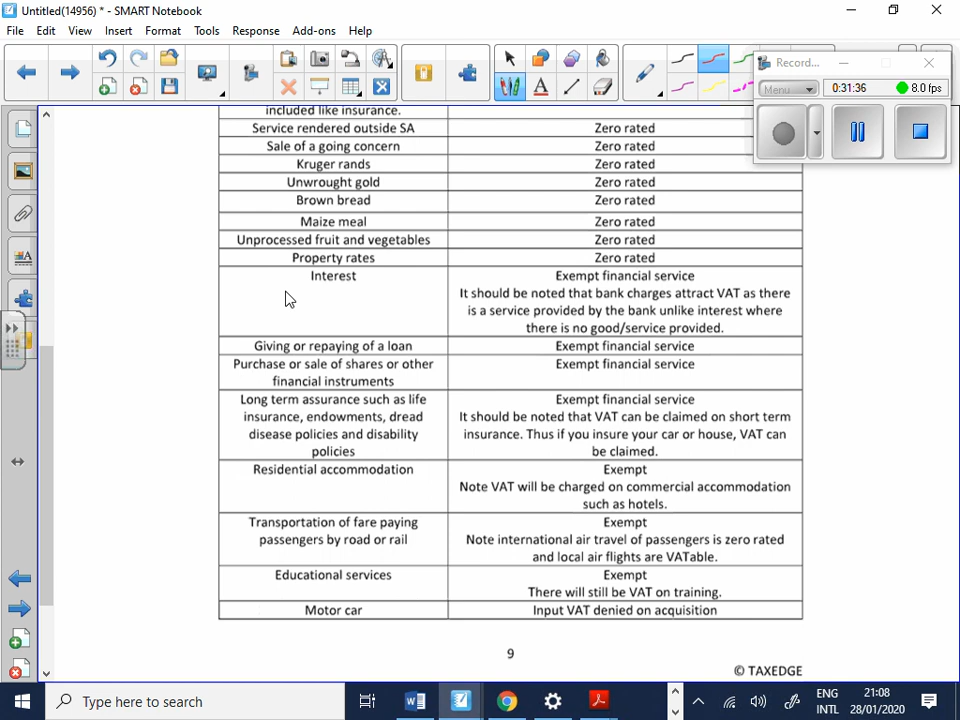 Untitled(14956) * - SMART Notebook
File Edit View Insert Format Tools Response Add-ons Help
Record...
Menu 0:31:36 8.0 fps
included like insurance.
Service rendered outside SA Zero rated
Sale of a going concern Zero rated
Kruger rands Zero rated
Unwrought gold Zero rated
Brown bread Zero rated
Maize meal Zero rated
Unprocessed fruit and vegetables Zero rated
Property rates Zero rated
Interest Exempt financial service
It should be noted that bank charges attract VAT as there
is a service provided by the bank unlike interest where
there is no good/service provided.
Giving or repaying of a loan Exempt financial service
Purchase or sale of shares or other Exempt financial service
financial instruments
Long term assurance such as life Exempt financial service
insurance, endowments, dread It should be noted that VAT can be claimed on short term
disease policies and disability insurance. Thus if you insure your car or house, VAT can
policies be claimed.
Residential accommodation Exempt
Note VAT will be charged on commercial accommodation
such as hotels.
Transportation of fare paying Exempt
passengers by road or rail Note international air travel of passengers is zero rated
and local air flights are VATable.
Educational services Exempt
There will still be VAT on training.
Motor car Input VAT denied on acquisition
9
© TAXEDGE
Type here to search
ENG 21:08
INTL 28/01/2020